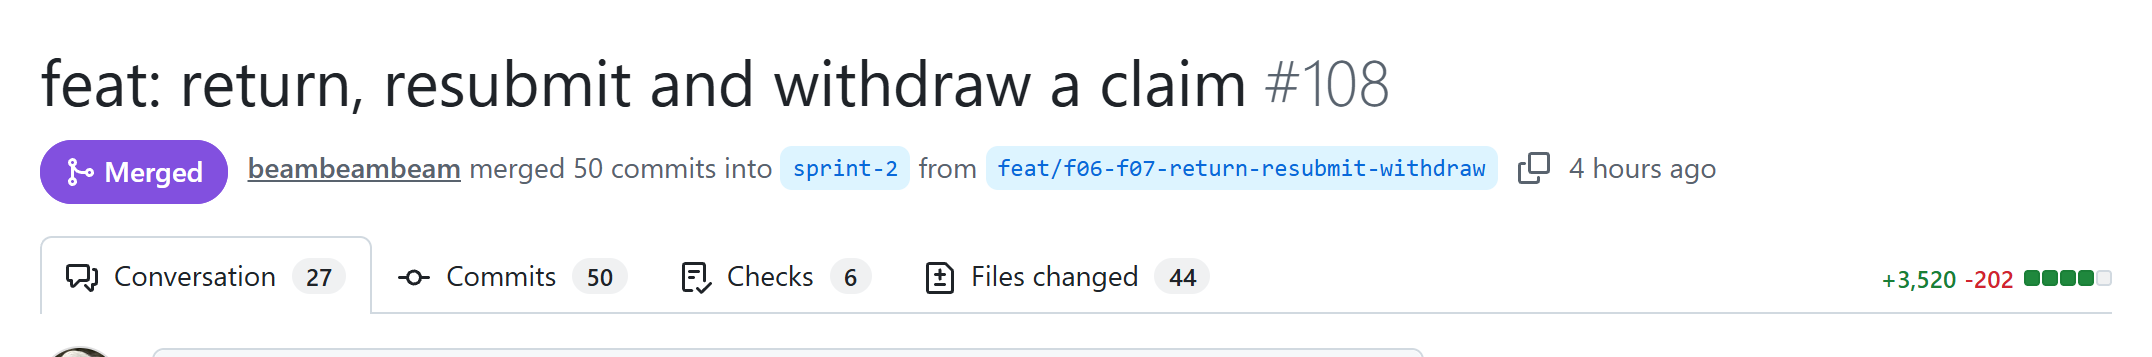 feat: return, resubmit and withdraw a claim #108
Merged beambeambeam merged 50 commits into sprint-2 from feat/f06-f07-return-resubmit-withdraw 4 hours ago
Conversation 27 Commits 50 Checks 6 Files changed 44 +3,520 -202